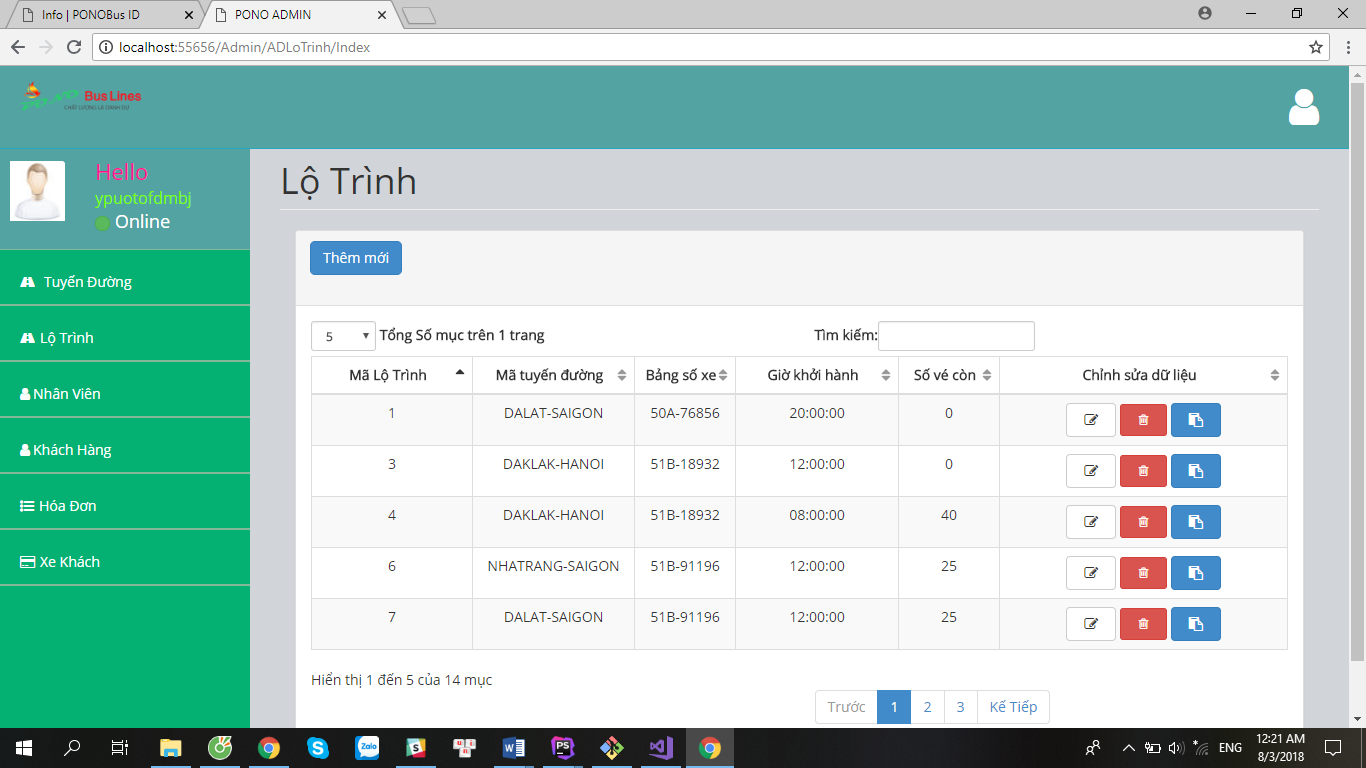 Info | PONOBus ID
PONO ADMIN
localhost:55656/Admin/ADLoTrinh/Index
Bus Lines
CHẤT LƯỢNG LÀ DANH DỰ
Hello
ypuotofdmbj
Online
Tuyến Đường
Lộ Trình
Nhân Viên
Khách Hàng
Hóa Đơn
Xe Khách
Lộ Trình
Thêm mới
5 Tổng Số mục trên 1 trang Tìm kiếm:
Mã Lộ Trình Mã tuyến đường Bảng số xe Giờ khởi hành Số vé còn Chỉnh sửa dữ liệu
1 DALAT-SAIGON 50A-76856 20:00:00 0
3 DAKLAK-HANOI 51B-18932 12:00:00 0
4 DAKLAK-HANOI 51B-18932 08:00:00 40
6 NHATRANG-SAIGON 51B-91196 12:00:00 25
7 DALAT-SAIGON 51B-91196 12:00:00 25
Hiển thị 1 đến 5 của 14 mục
Trước 1 2 3 Kế Tiếp
Zalo
ENG
12:21 AM
8/3/2018